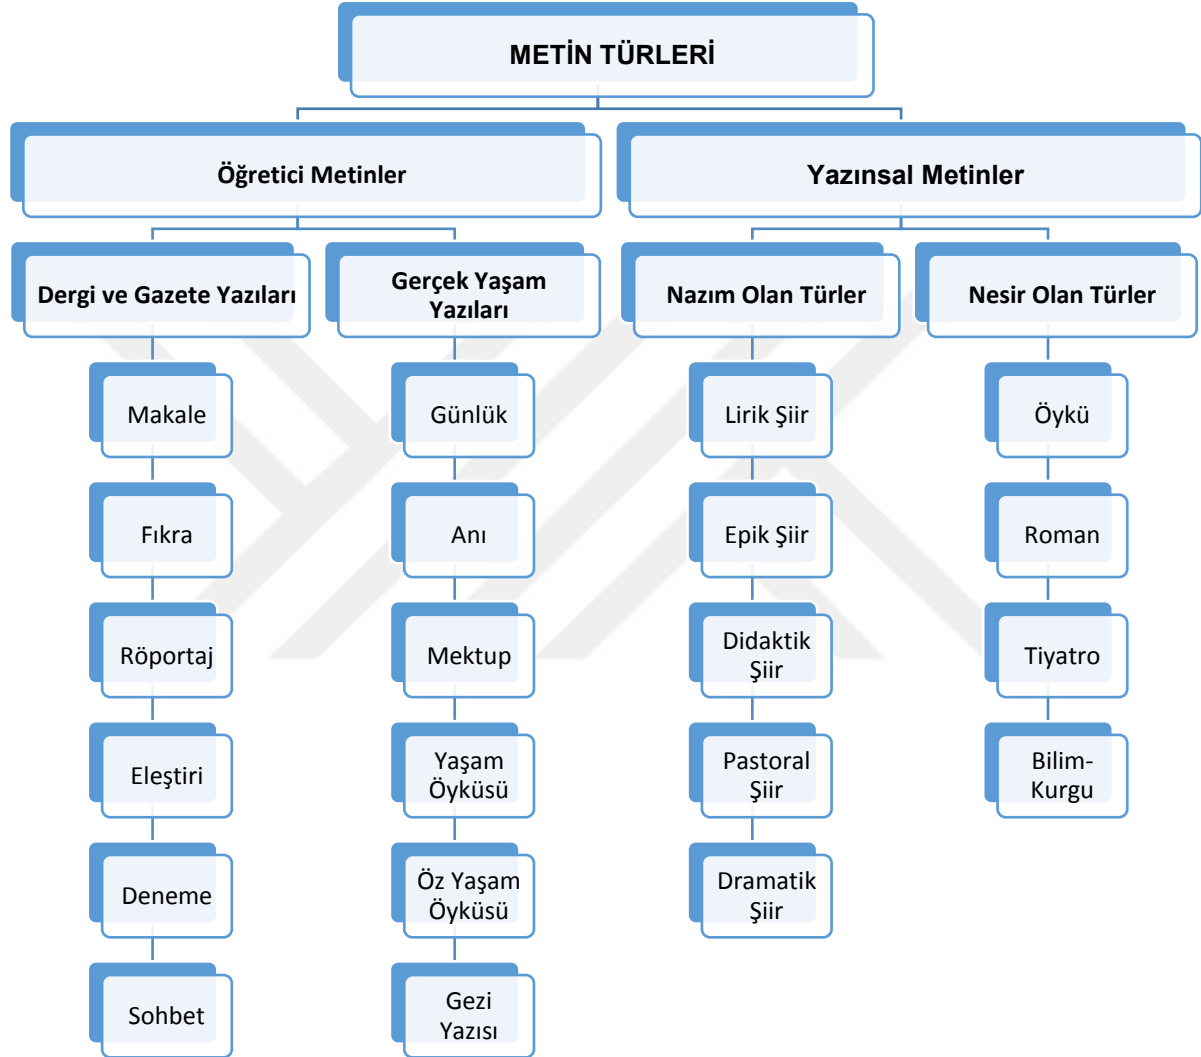 METİN TÜRLERİ
Öğretici Metinler
Yazınsal Metinler
Dergi ve Gazete Yazıları
Gerçek Yaşam
Yazıları
Nazım Olan Türler
Nesir Olan Türler
Makale
Fıkra
Röportaj
Eleştiri
Deneme
Sohbet
Günlük
Anı
Mektup
Yaşam
Öyküsü
Öz Yaşam
Öyküsü
Gezi
Yazısı
Lirik Şiir
Epik Şiir
Didaktik
Şiir
Pastoral
Şiir
Dramatik
Şiir
Öykü
Roman
Tiyatro
Bilim-
Kurgu